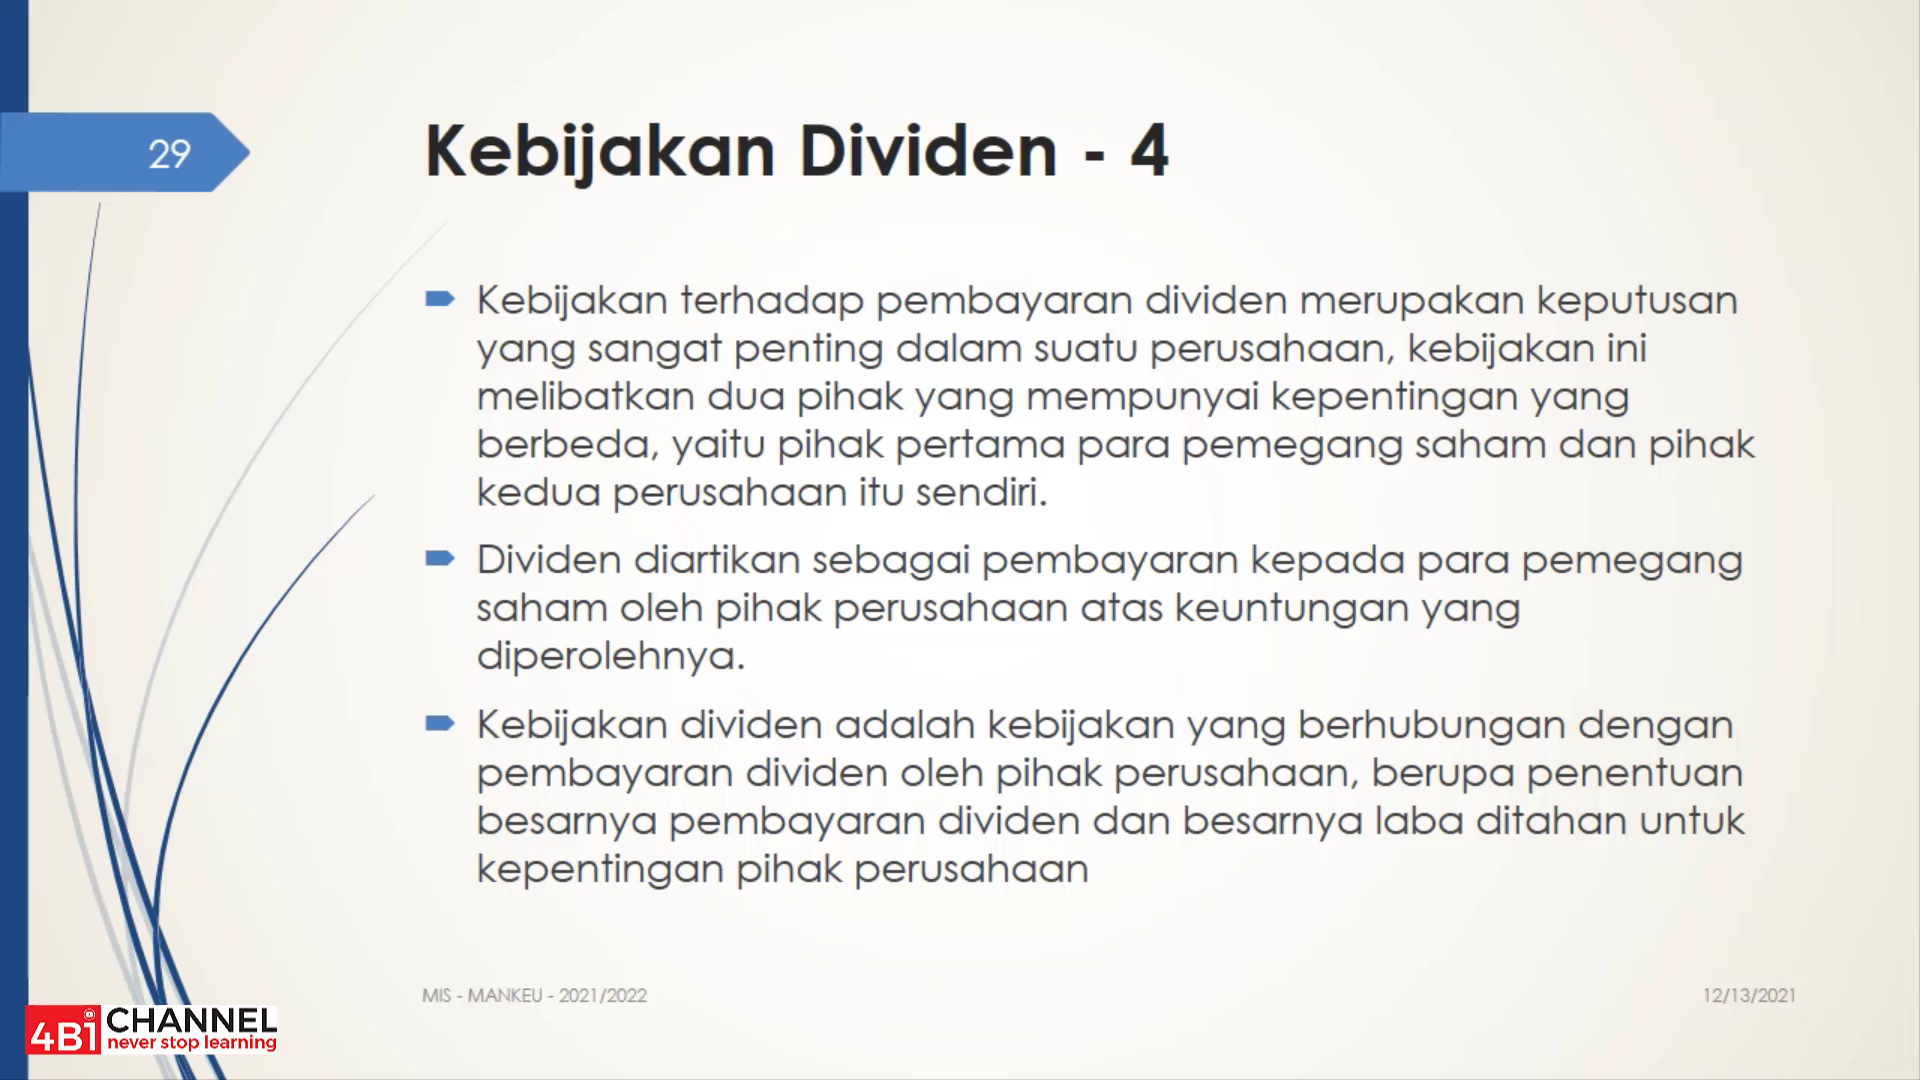 29
Kebijakan Dividen - 4
Kebijakan terhadap pembayaran dividen merupakan keputusan
yang sangat penting dalam suatu perusahaan, kebijakan ini
melibatkan dua pihak yang mempunyai kepentingan yang
berbeda, yaitu pihak pertama para pemegang saham dan pihak
kedua perusahaan itu sendiri.
Dividen diartikan sebagai pembayaran kepada para pemegang
saham oleh pihak perusahaan atas keuntungan yang
diperolehnya.
Kebijakan dividen adalah kebijakan yang berhubungan dengan
pembayaran dividen oleh pihak perusahaan, berupa penentuan
besarnya pembayaran dividen dan besarnya laba ditahan untuk
kepentingan pihak perusahaan
MIS - MANKEU - 2021/2022
12/13/2021
4Bi CHANNEL
never stop learning